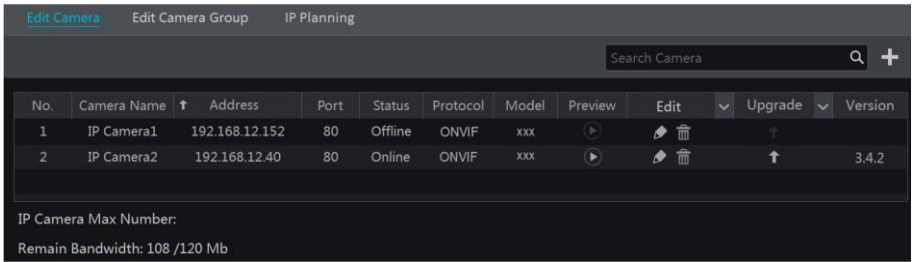 Edit Camera Edit Camera Group IP Planning
Search Camera
No. Camera Name Address Port Status Protocol Model Preview Edit Upgrade Version
1 IP Camera1 192.168.12.152 80 Offline ONVIF xxx
2 IP Camera2 192.168.12.40 80 Online ONVIF xxx 3.4.2
IP Camera Max Number:
Remain Bandwidth: 108 /120 Mb